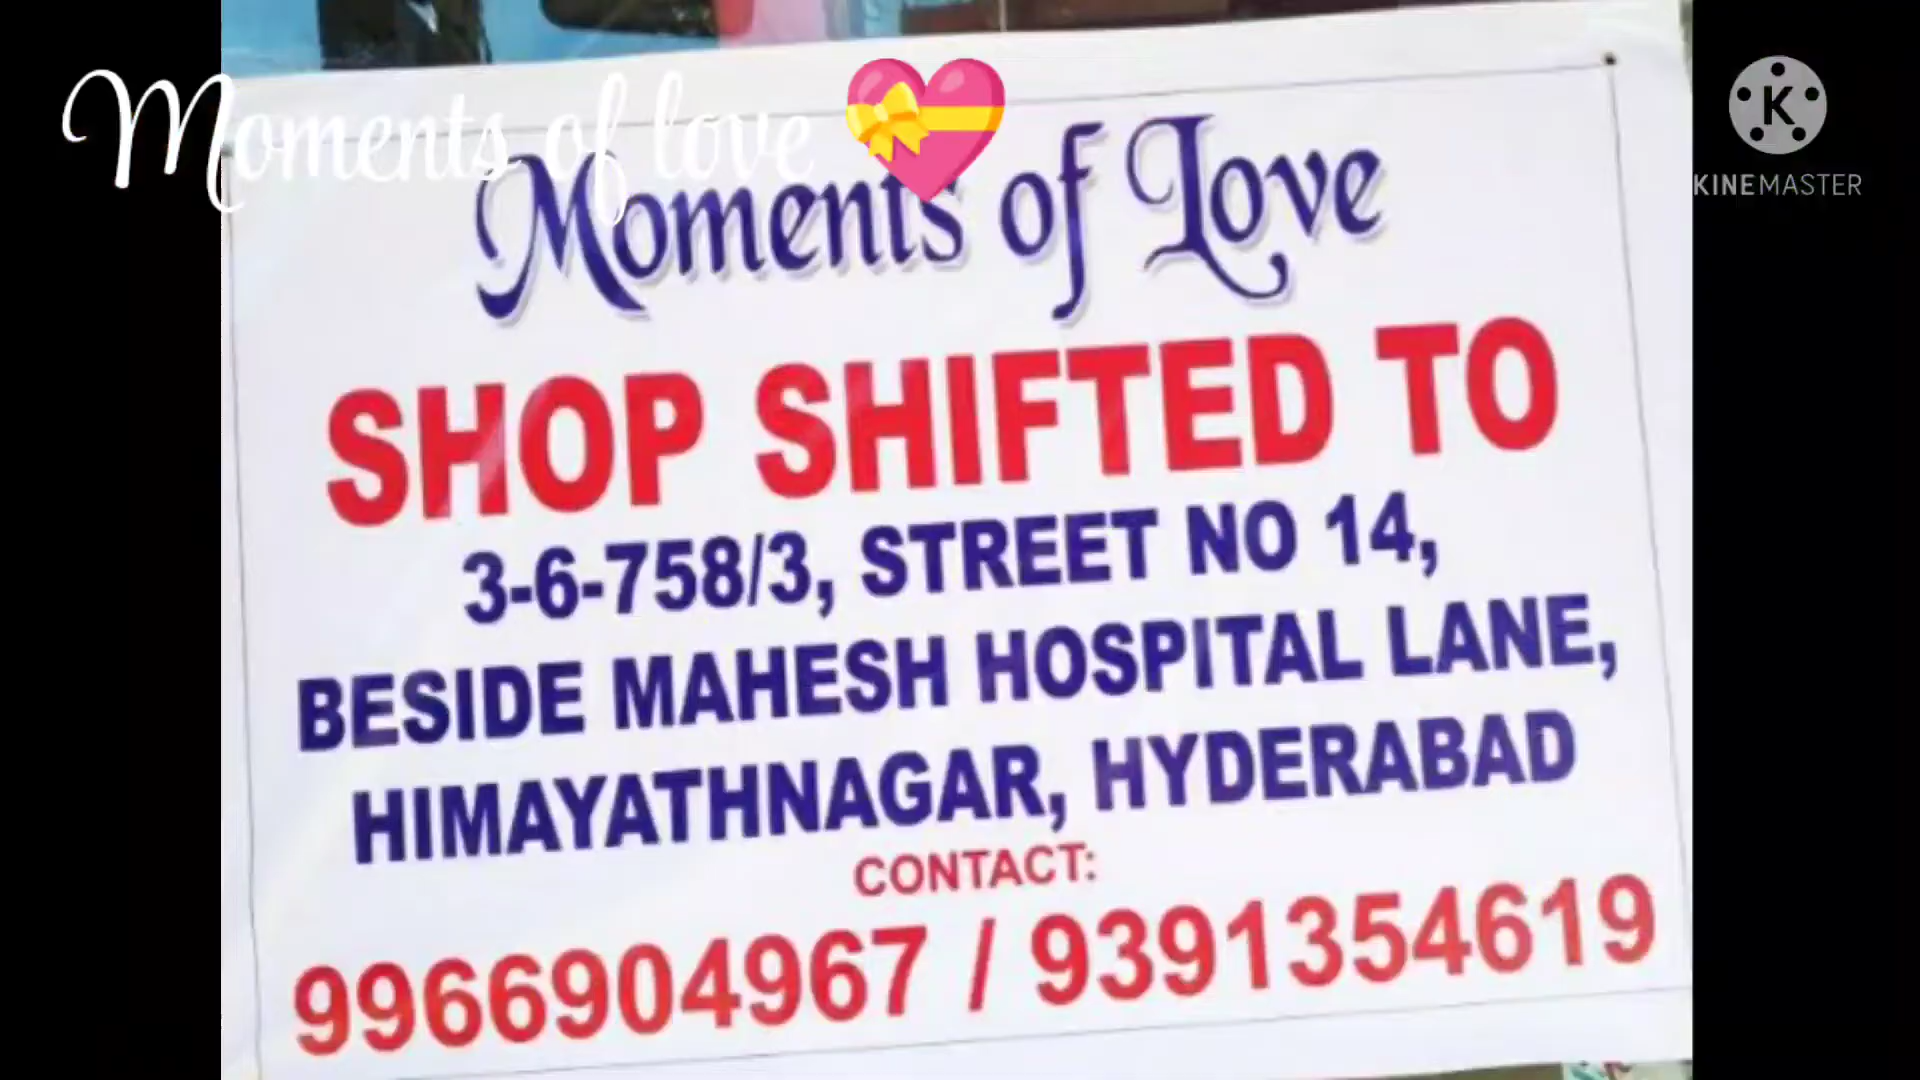 Moments of love
KINEMASTER
Moments of Love
SHOP SHIFTED TO
3-6-758/3, STREET NO 14,
BESIDE MAHESH HOSPITAL LANE,
HIMAYATHNAGAR, HYDERABAD
CONTACT:
9966904967 / 9391354619